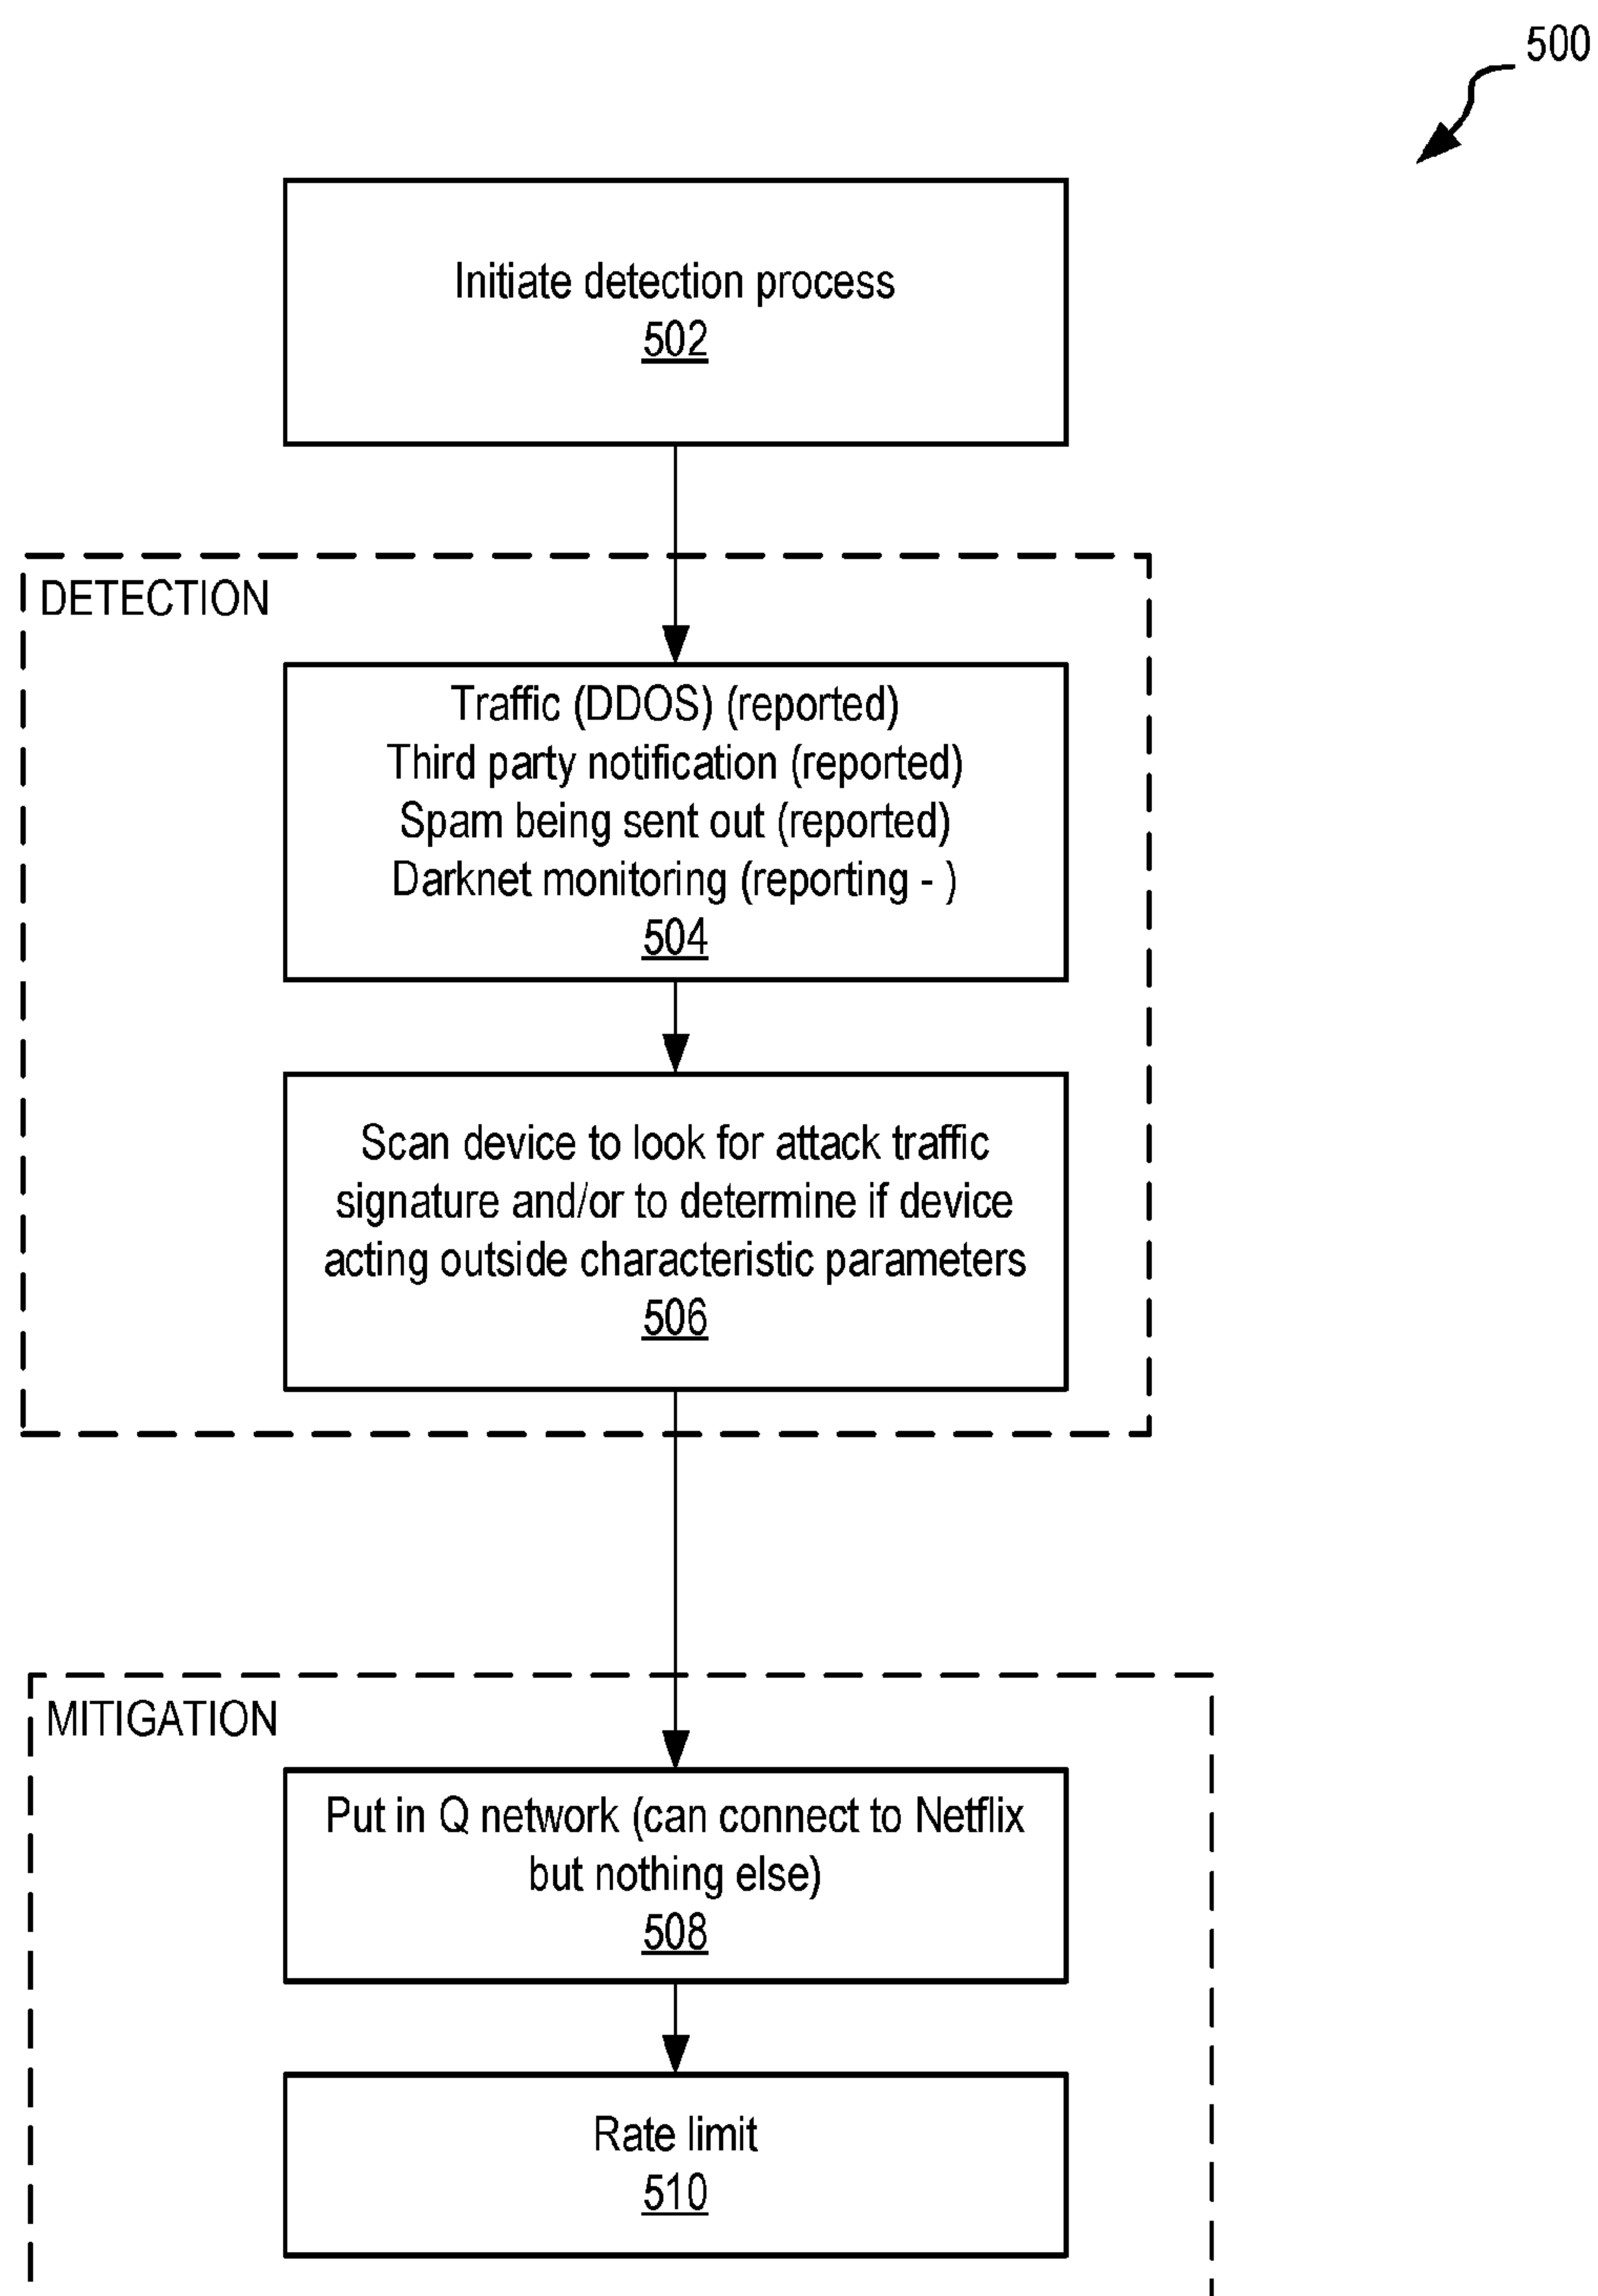 500
Initiate detection process
502
DETECTION
Traffic (DDOS) (reported)
Third party notification (reported)
Spam being sent out (reported)
Darknet monitoring (reporting - )
504
Scan device to look for attack traffic
signature and/or to determine if device
acting outside characteristic parameters
506
MITIGATION
Put in Q network (can connect to Netflix
but nothing else)
508
Rate limit
510